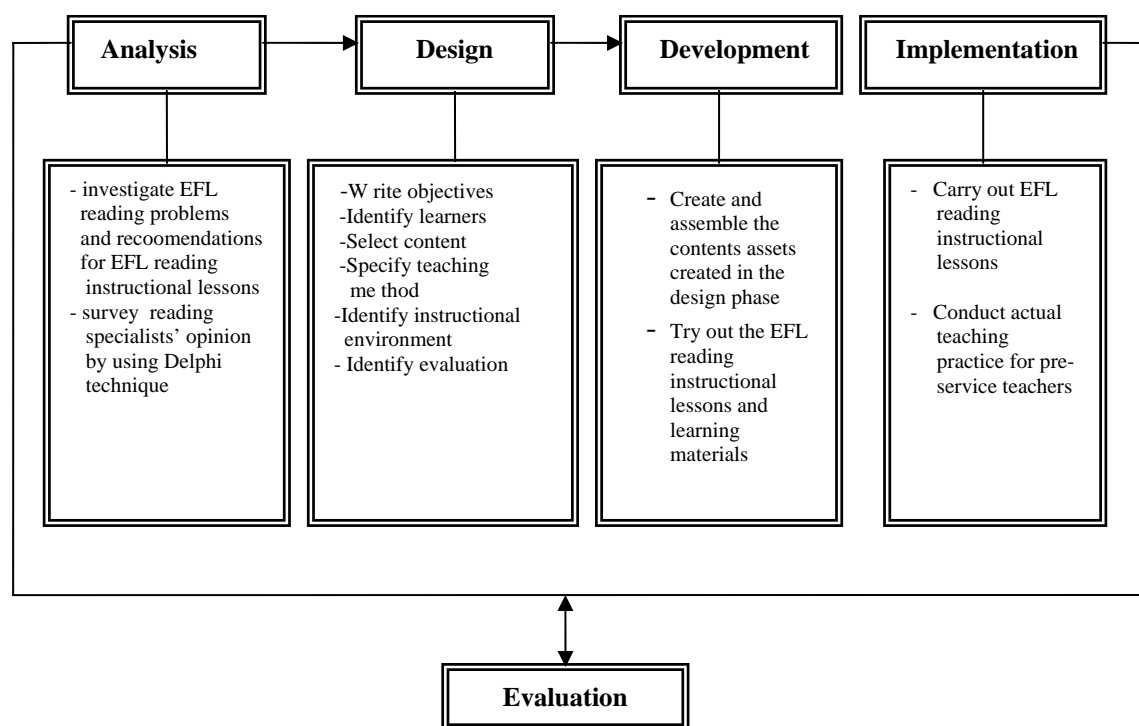 Analysis
Design
Development
Implementation
- investigate EFL
reading problems
and recoomendations
for EFL reading
instructional lessons
- survey reading
specialists’ opinion
by using Delphi
technique
-W rite objectives
-Identify learners
-Select content
-Specify teaching
me thod
-Identify instructional
environment
- Identify evaluation
- Create and
assemble the
contents assets
created in the
design phase
- Try out the EFL
reading
instructional
lessons and
learning
materials
- Carry out EFL
reading
instructional
lessons
- Conduct actual
teaching
practice for pre-
service teachers
Evaluation